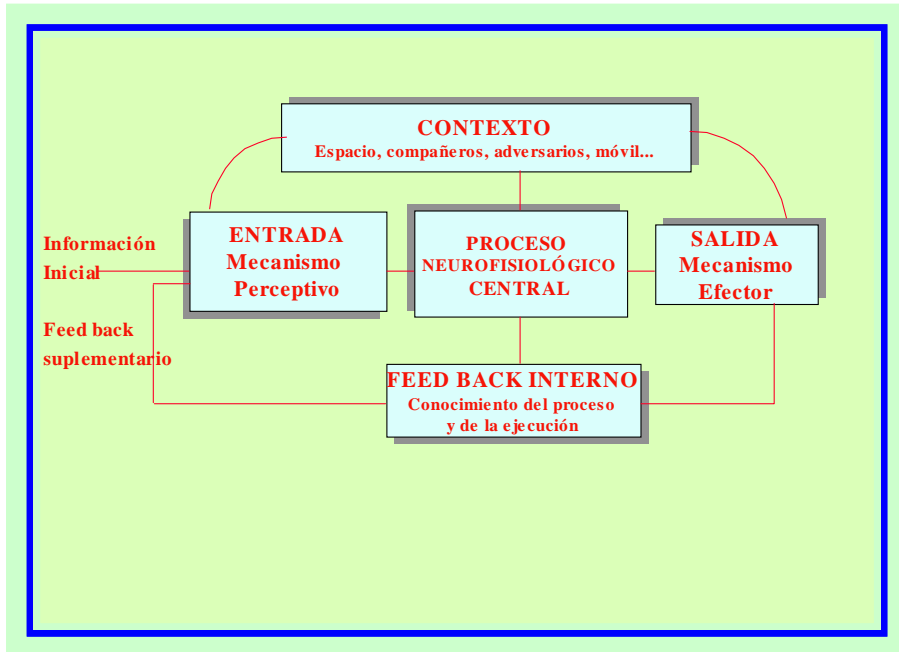 CONTEXTO
Espacio, compañeros, adversarios, móvil...
Información
Inicial
ENTRADA
Mecanismo
Perceptivo
PROCESO
NEUROFISIOLÓGICO
CENTRAL
SALIDA
Mecanismo
Efector
Feed back
suplementario
FEED BACK INTERNO
Conocimiento del proceso
y de la ejecución